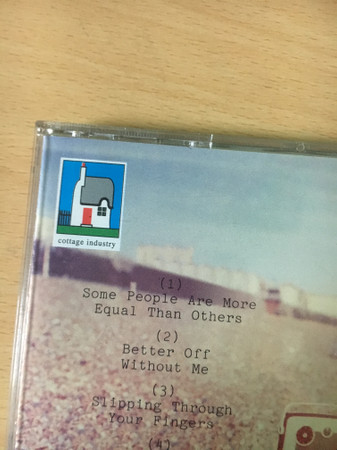 cottage industry
(1)
Some People Are More
Equal Than Others
(2)
Better Off
Without Me
(3)
Slipping Through
Your Fingers
(4)